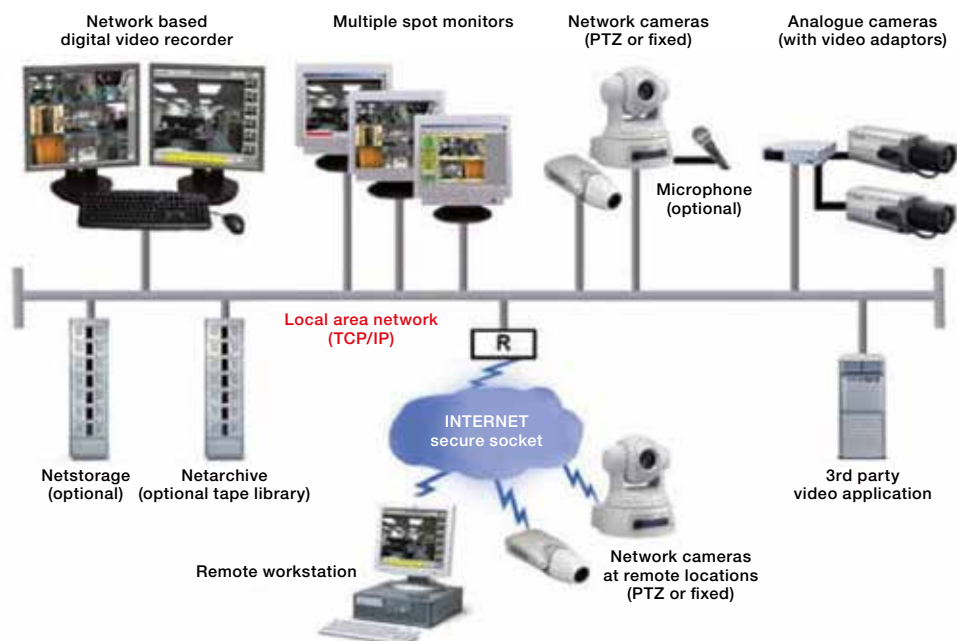 Network based
digital video recorder
Multiple spot monitors
Network cameras
(PTZ or fixed)
Analogue cameras
(with video adaptors)
Microphone
(optional)
Local area network
(TCP/IP)
R
INTERNET
secure socket
Netstorage
(optional)
Netarchive
(optional tape library)
3rd party
video application
Remote workstation
Network cameras
at remote locations
(PTZ or fixed)